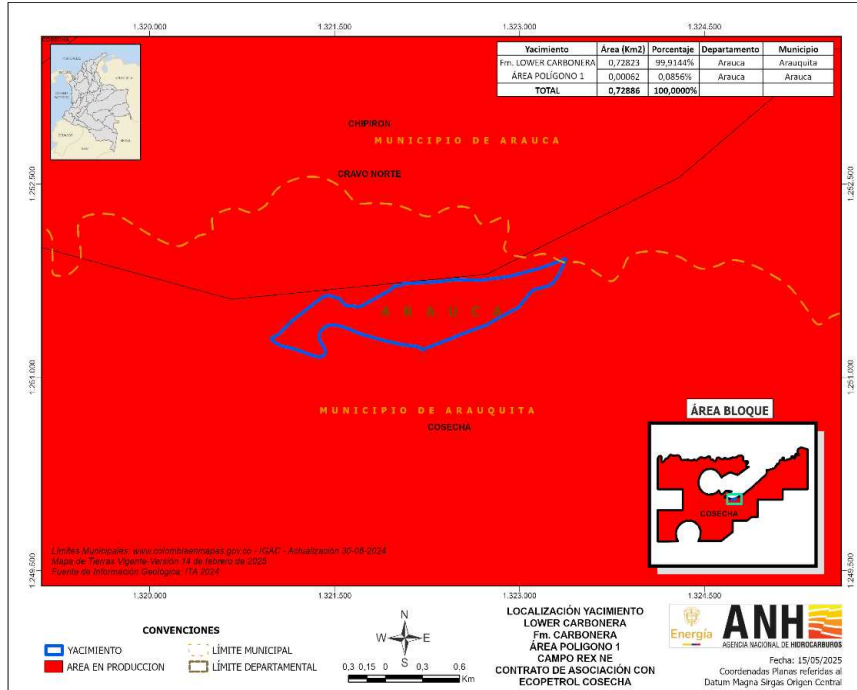 1.320.000 1.321.500 1.323.000 1.324.500
Yacimiento Área (Km2) Porcentaje Departamento Municipio
Fm. LOWER CARBONERA 0,72823 99,9144% Arauca Arauquita
ÁREA POLÍGONO 1 0,00062 0,0856% Arauca Arauca
TOTAL 0,72886 100,0000%
CHIPIRON
MUNICIPIO DE ARAUCA
CRAVO NORTE
1.252.500 1.252.500
ARAUCA
1.251.000 1.251.000
MUNICIPIO DE ARAUQUITA
COSECHA
ÁREA BLOQUE
COSECHA
Límites Municipales: www.colombiaenmapas.gov.co - IGAC - Actualización 30-08-2024
Mapa de Tierras Vigente Versión 14 de febrero de 2025
Fuente de Información Geológica: ITA 2024
1.249.500 1.249.500
1.320.000 1.321.500 1.323.000 1.324.500
CONVENCIONES
YACIMIENTO LÍMITE MUNICIPAL
AREA EN PRODUCCION LÍMITE DEPARTAMENTAL
N
W E
S
0,3 0,15 0 0,3 0,6
Km
LOCALIZACIÓN YACIMIENTO
LOWER CARBONERA
Fm. CARBONERA
ÁREA POLIGONO 1
CAMPO REX NE
CONTRATO DE ASOCIACIÓN CON
ECOPETROL COSECHA
Energía ANH
AGENCIA NACIONAL DE HIDROCARBUROS
Fecha: 15/05/2025
Coordenadas Planas referidas al
Datum Magna Sirgas Origen Central